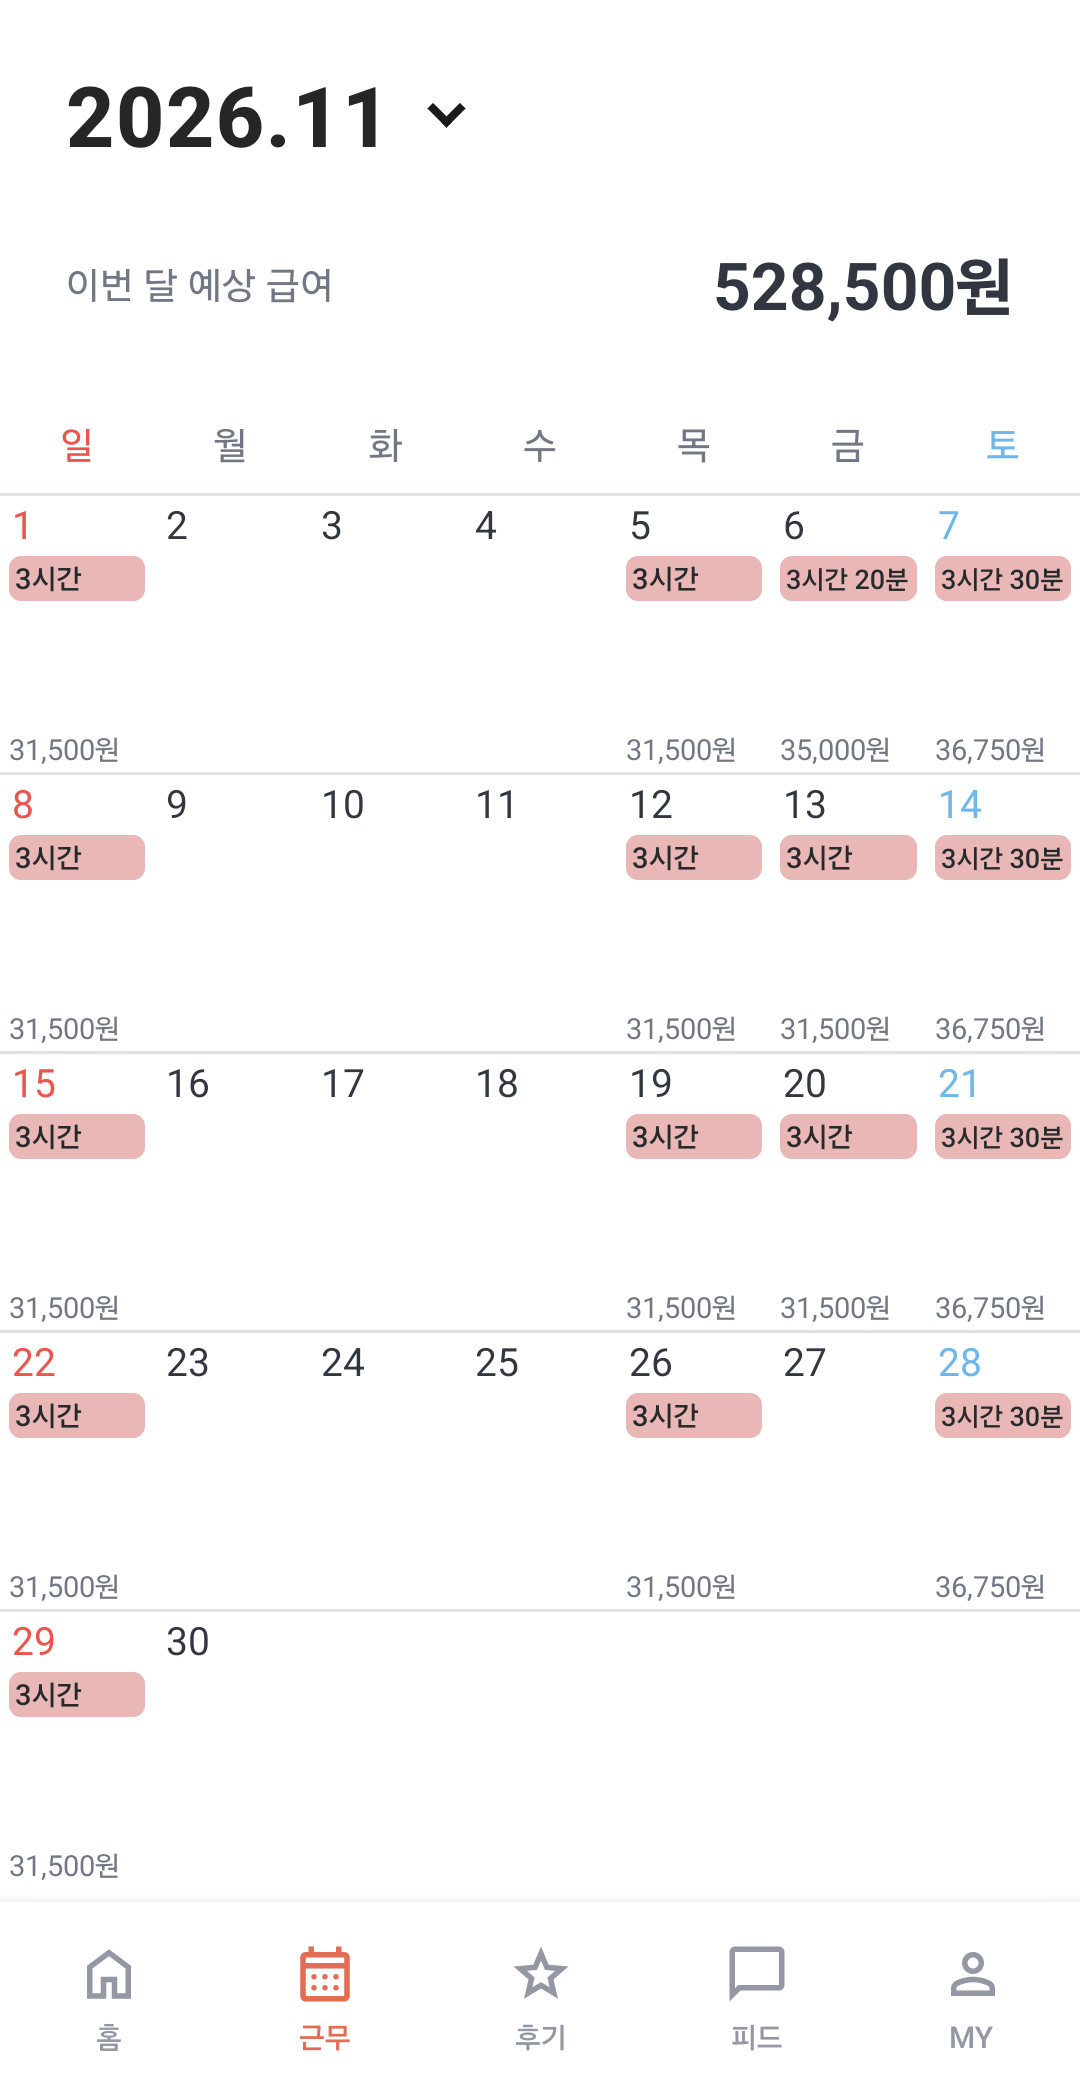 2026.11
이번 달 예상 급여 528,500원
일 월 화 수 목 금 토
1 2 3 4 5 6 7
3시간 3시간 3시간 20분 3시간 30분
31,500원 31,500원 35,000원 36,750원
8 9 10 11 12 13 14
3시간 3시간 3시간 3시간 30분
31,500원 31,500원 31,500원 36,750원
15 16 17 18 19 20 21
3시간 3시간 3시간 3시간 30분
31,500원 31,500원 31,500원 36,750원
22 23 24 25 26 27 28
3시간 3시간 3시간 30분
31,500원 31,500원 36,750원
29 30
3시간
31,500원
홈 근무 후기 피드 MY